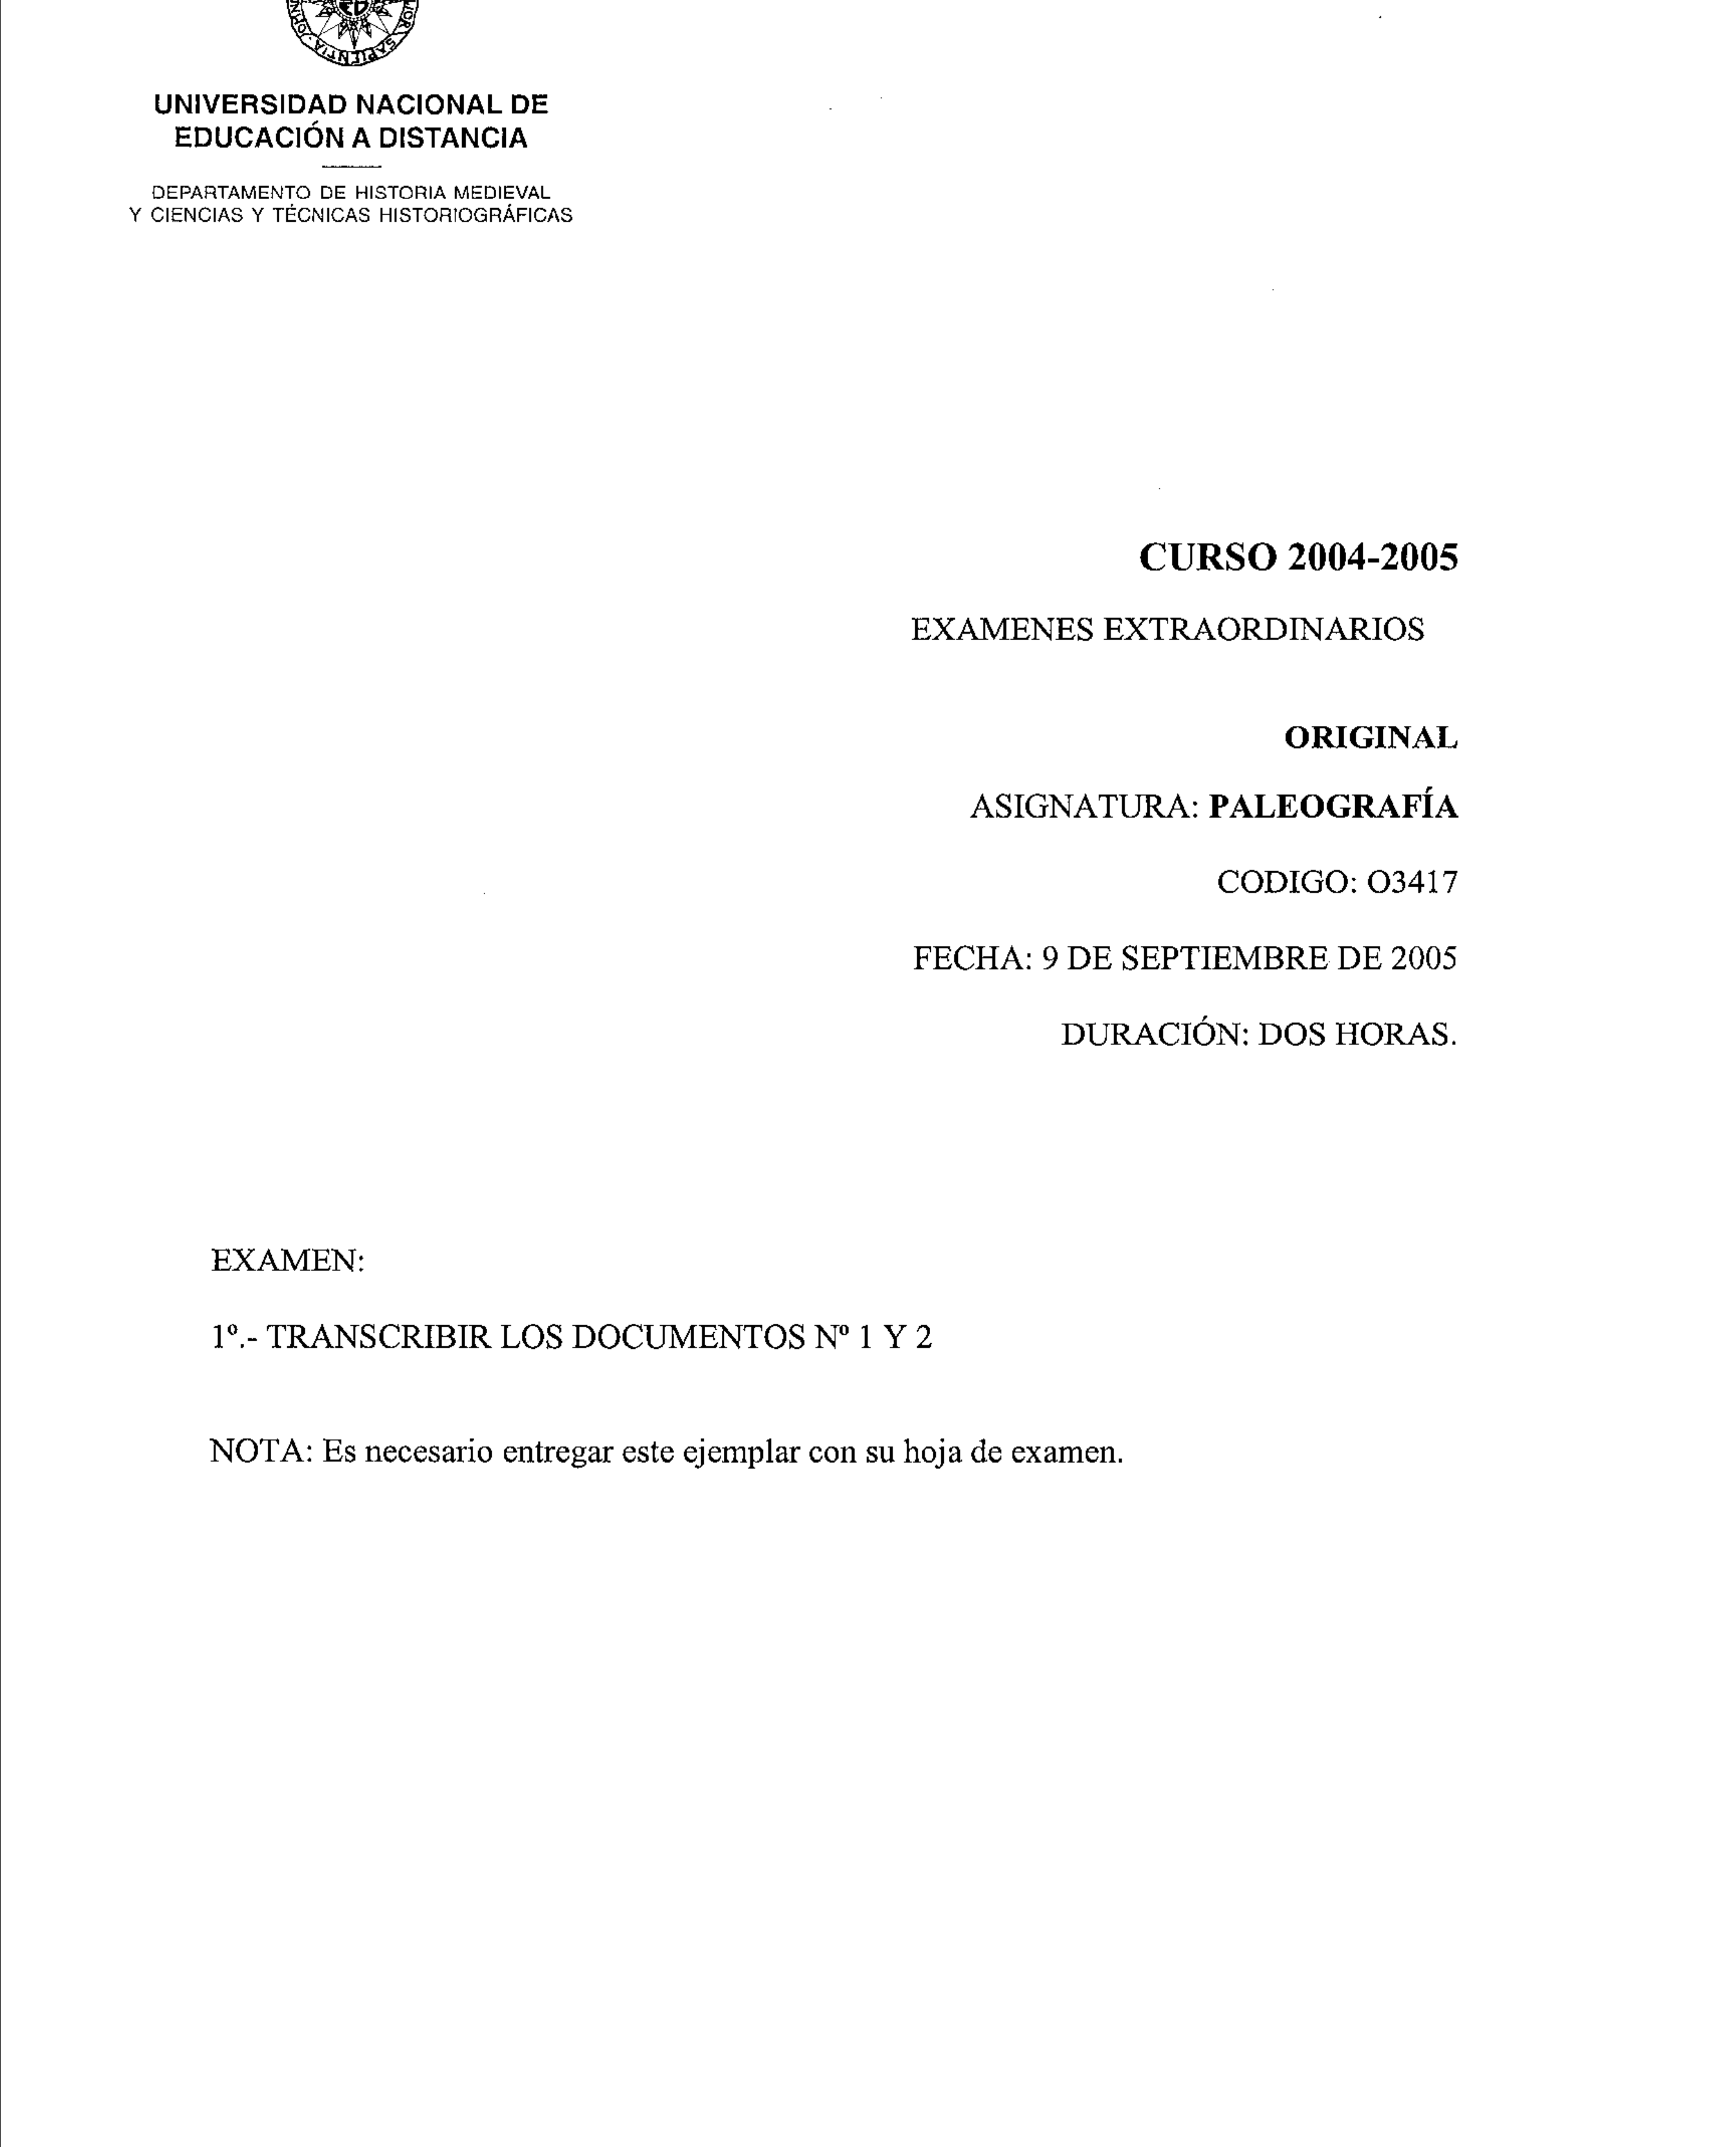 SAPIENTIA
UNIVERSIDAD NACIONAL DE
EDUCACIÓN A DISTANCIA
DEPARTAMENTO DE HISTORIA MEDIEVAL
Y CIENCIAS Y TÉCNICAS HISTORIOGRÁFICAS
CURSO 2004-2005
EXAMENES EXTRAORDINARIOS
ORIGINAL
ASIGNATURA: PALEOGRAFÍA
CODIGO: O3417
FECHA: 9 DE SEPTIEMBRE DE 2005
DURACIÓN: DOS HORAS.
EXAMEN:
1º.- TRANSCRIBIR LOS DOCUMENTOS Nº 1 Y 2
NOTA: Es necesario entregar este ejemplar con su hoja de examen.